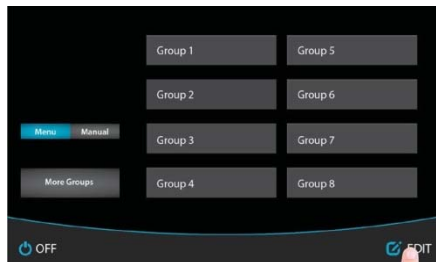 Group 1 Group 5
Group 2 Group 6
Menu Manual
Group 3 Group 7
More Groups
Group 4 Group 8
OFF EDIT